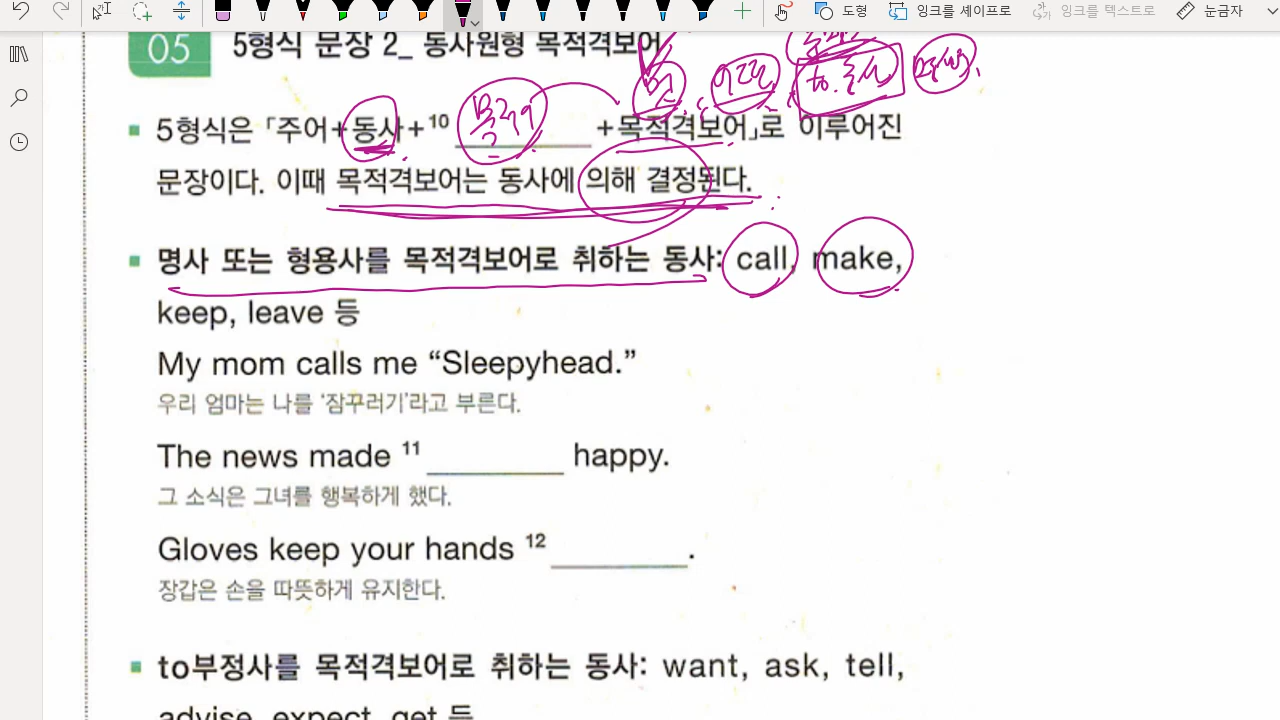 도형 잉크를 셰이프로 잉크를 텍스트로 눈금자
05 5형식 문장 2_ 동사원형 목적격보어
to.동사
5형식은 「주어+동사+¹⁰ 목적어 +목적격보어」로 이루어진
문장이다. 이때 목적격보어는 동사에 의해 결정된다.
명사 또는 형용사를 목적격보어로 취하는 동사: call, make,
keep, leave 등
My mom calls me “Sleepyhead.”
우리 엄마는 나를 ‘잠꾸러기’라고 부른다.
The news made ¹¹ ________ happy.
그 소식은 그녀를 행복하게 했다.
Gloves keep your hands ¹² ________.
장갑은 손을 따뜻하게 유지한다.
to부정사를 목적격보어로 취하는 동사: want, ask, tell,
advise, expect, get 등